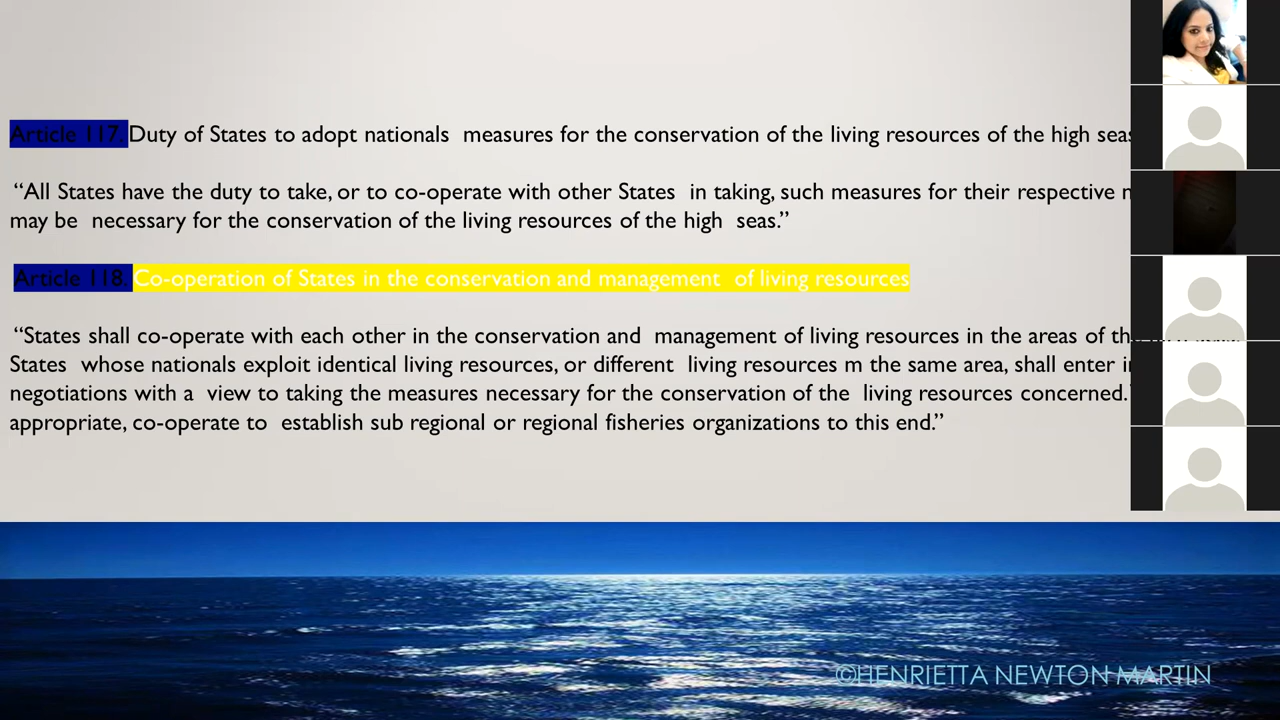 Article 117. Duty of States to adopt nationals measures for the conservation of the living resources of the high seas
“All States have the duty to take, or to co-operate with other States in taking, such measures for their respective
may be necessary for the conservation of the living resources of the high seas.”
Article 118. Co-operation of States in the conservation and management of living resources
“States shall co-operate with each other in the conservation and management of living resources in the areas of
States whose nationals exploit identical living resources, or different living resources m the same area, shall enter
negotiations with a view to taking the measures necessary for the conservation of the living resources concerned.
appropriate, co-operate to establish sub regional or regional fisheries organizations to this end.”
©HENRIETTA NEWTON MARTIN